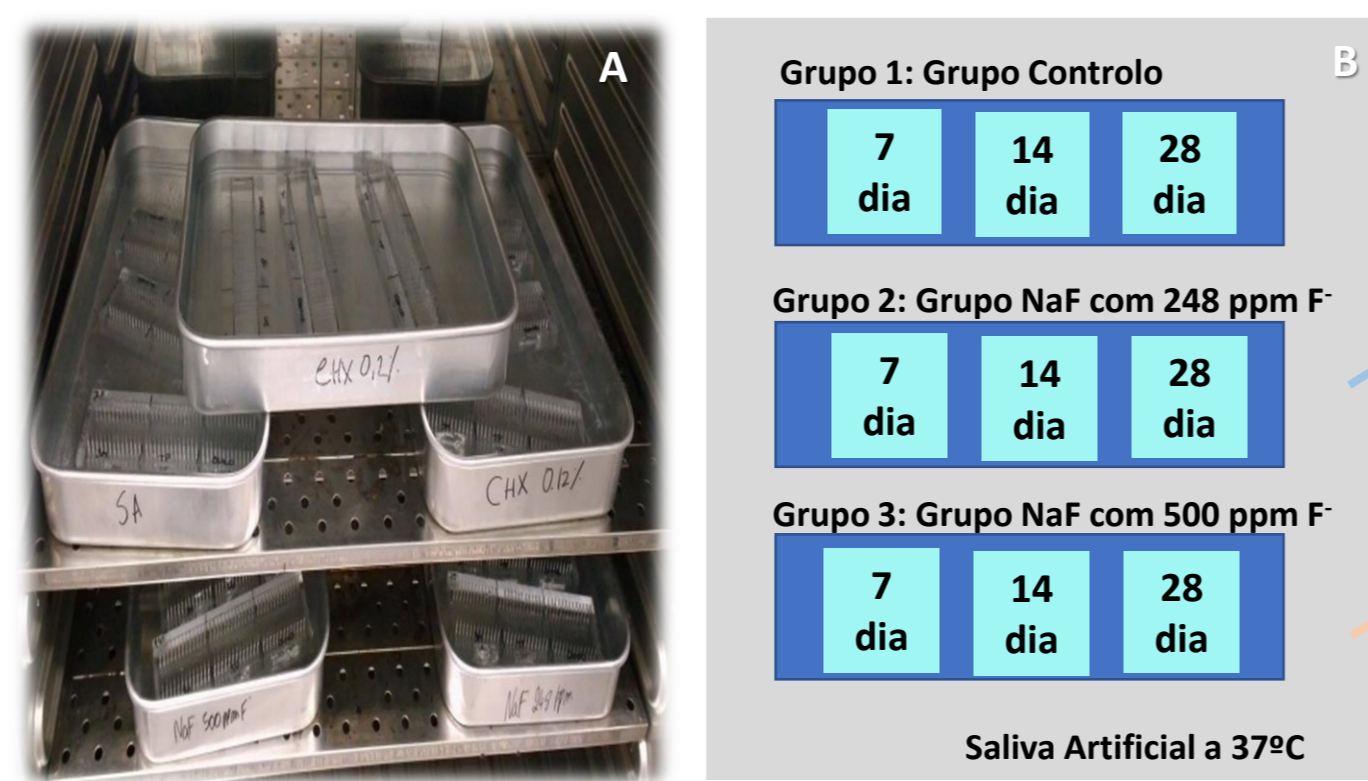 A
CHX 0,2%
SA
CHX 0.12%
NaF 500ppm F
NaF 248 ppm
B
Grupo 1: Grupo Controlo
7
dia
14
dia
28
dia
Grupo 2: Grupo NaF com 248 ppm F⁻
7
dia
14
dia
28
dia
Grupo 3: Grupo NaF com 500 ppm F⁻
7
dia
14
dia
28
dia
Saliva Artificial a 37ºC